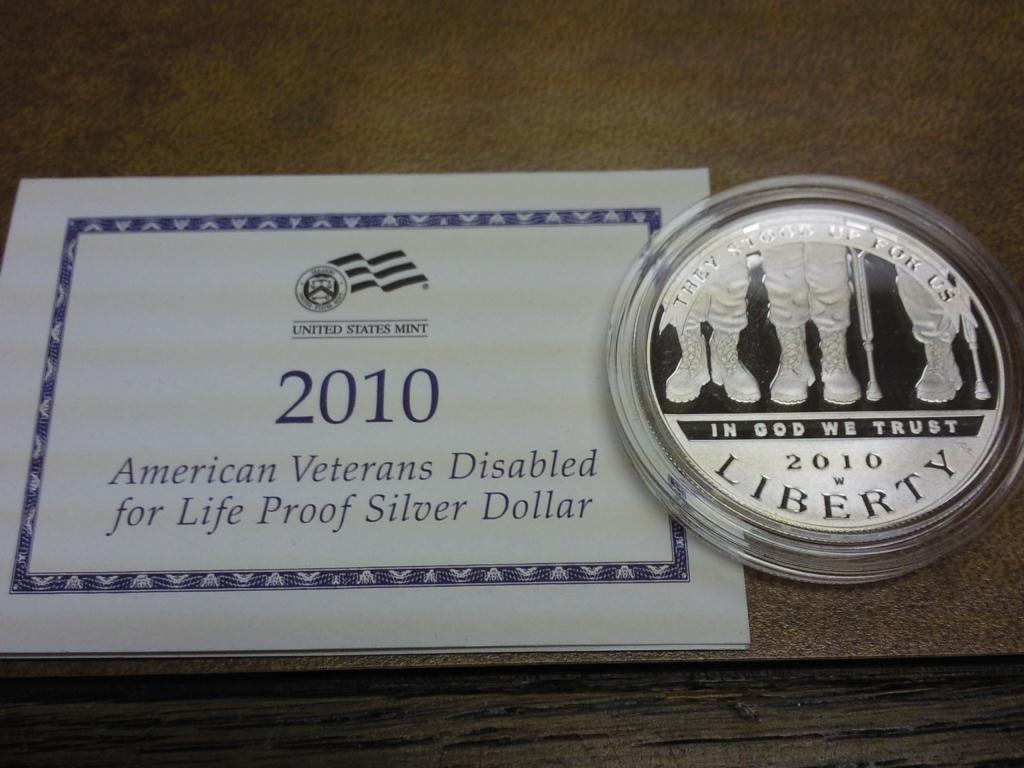 UNITED STATES MINT
2010
American Veterans Disabled
for Life Proof Silver Dollar
THEY STOOD UP FOR US
IN GOD WE TRUST
2010
W
LIBERTY